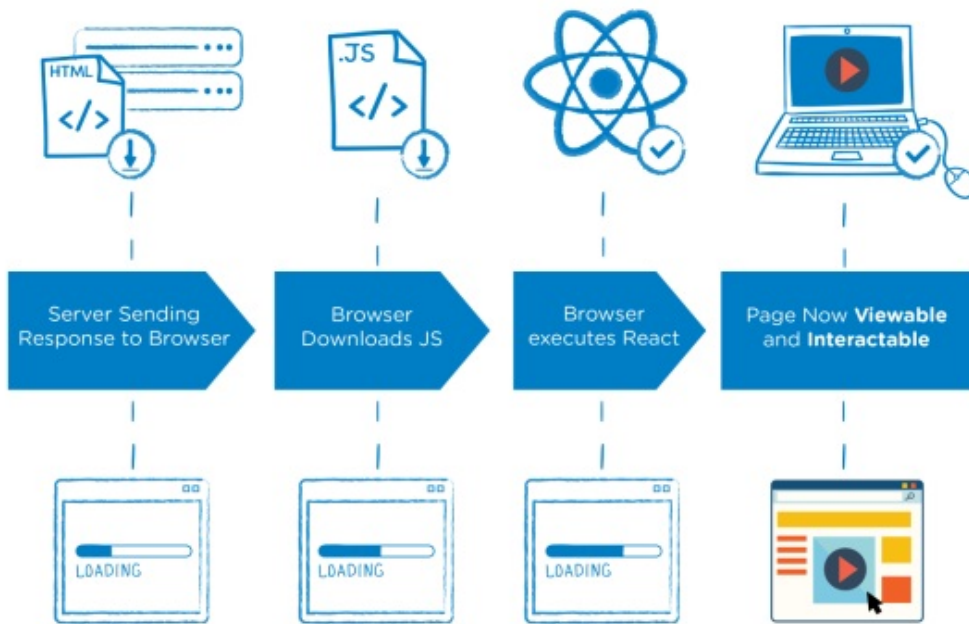 HTML
</>
.JS
</>
Server Sending
Response to Browser
Browser
Downloads JS
Browser
executes React
Page Now Viewable
and Interactable
LOADING
LOADING
LOADING